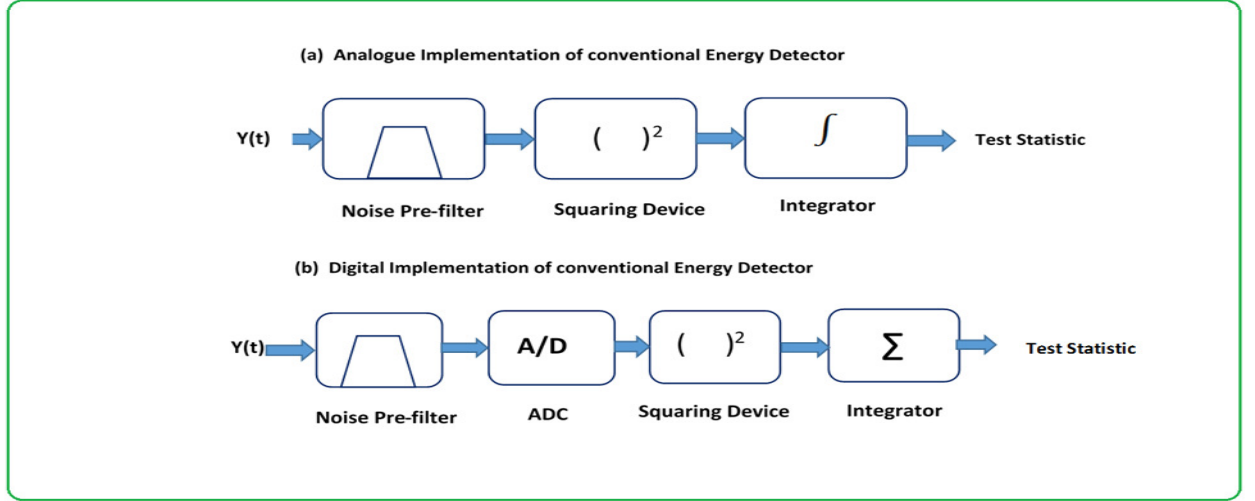 (a) Analogue Implementation of conventional Energy Detector
Y(t)
( )²
∫
Test Statistic
Noise Pre-filter
Squaring Device
Integrator
(b) Digital Implementation of conventional Energy Detector
Y(t)
A/D
( )²
Σ
Test Statistic
Noise Pre-filter
ADC
Squaring Device
Integrator